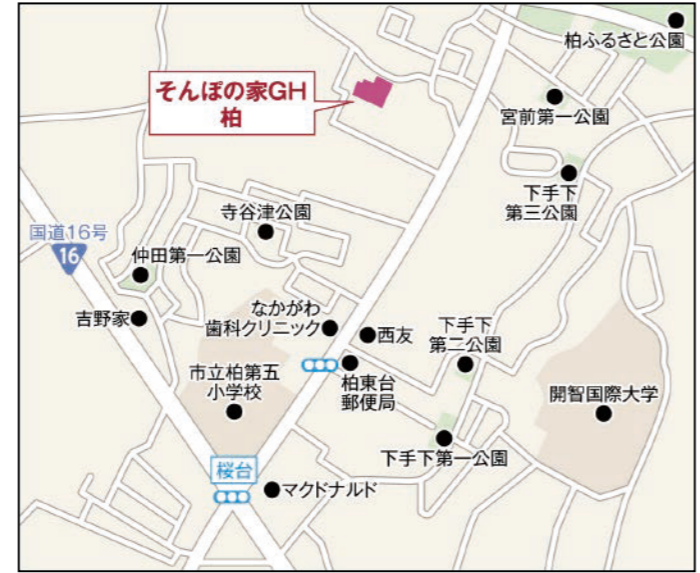 柏ふるさと公園
そんぽの家GH
柏
宮前第一公園
下手下
第三公園
寺谷津公園
国道16号
16
仲田第一公園
吉野家
なかがわ
歯科クリニック
西友
下手下
第二公園
市立柏第五
小学校
柏東台
郵便局
開智国際大学
下手下第一公園
桜台
マクドナルド